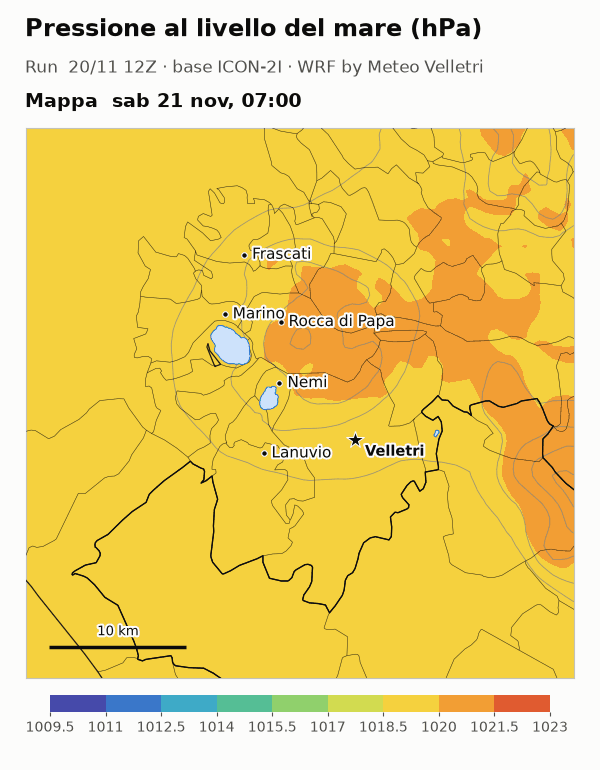 Pressione al livello del mare (hPa)
Run  20/11 12Z · base ICON-2I · WRF by Meteo Velletri
Mappa  sab 21 nov, 07:00
Frascati
Marino
Rocca di Papa
Nemi
Velletri
Lanuvio
10 km
1009.5 1011 1012.5 1014 1015.5 1017 1018.5 1020 1021.5 1023